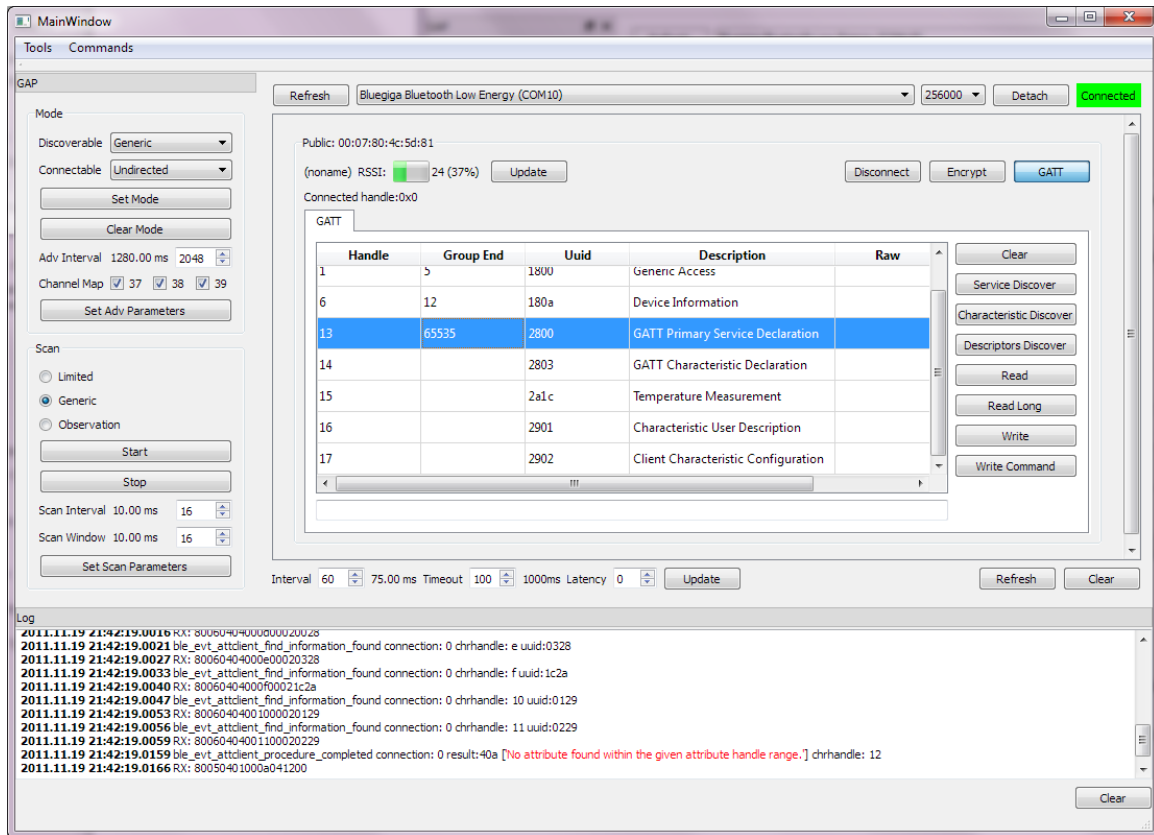 MainWindow
Tools Commands
GAP
Mode
Discoverable Generic
Connectable Undirected
Set Mode
Clear Mode
Adv Interval 1280.00 ms 2048
Channel Map 37 38 39
Set Adv Parameters
Scan
Limited
Generic
Observation
Start
Stop
Scan Interval 10.00 ms 16
Scan Window 10.00 ms 16
Set Scan Parameters
Refresh Bluegiga Bluetooth Low Energy (COM10) 256000 Detach Connected
Public: 00:07:80:4c:5d:81
(noname) RSSI: 24 (37%) Update Disconnect Encrypt GATT
Connected handle:0x0
GATT
Handle Group End Uuid Description Raw
1 5 1800 Generic Access
6 12 180a Device Information
13 65535 2800 GATT Primary Service Declaration
14 2803 GATT Characteristic Declaration
15 2a1c Temperature Measurement
16 2901 Characteristic User Description
17 2902 Client Characteristic Configuration
Clear
Service Discover
Characteristic Discover
Descriptors Discover
Read
Read Long
Write
Write Command
Interval 60 75.00 ms Timeout 100 1000ms Latency 0 Update Refresh Clear
Log
2011.11.19 21:42:19.0016 RX: 80060404000d00020028
2011.11.19 21:42:19.0021 ble_evt_attclient_find_information_found connection: 0 chrhandle: e uuid:0328
2011.11.19 21:42:19.0027 RX: 80060404000e00020328
2011.11.19 21:42:19.0033 ble_evt_attclient_find_information_found connection: 0 chrhandle: f uuid:1c2a
2011.11.19 21:42:19.0040 RX: 80060404000f00021c2a
2011.11.19 21:42:19.0047 ble_evt_attclient_find_information_found connection: 0 chrhandle: 10 uuid:0129
2011.11.19 21:42:19.0053 RX: 80060404001000020129
2011.11.19 21:42:19.0056 ble_evt_attclient_find_information_found connection: 0 chrhandle: 11 uuid:0229
2011.11.19 21:42:19.0059 RX: 80060404001100020229
2011.11.19 21:42:19.0159 ble_evt_attclient_procedure_completed connection: 0 result:40a ['No attribute found within the given attribute handle range.'] chrhandle: 12
2011.11.19 21:42:19.0166 RX: 80050401000a041200
Clear